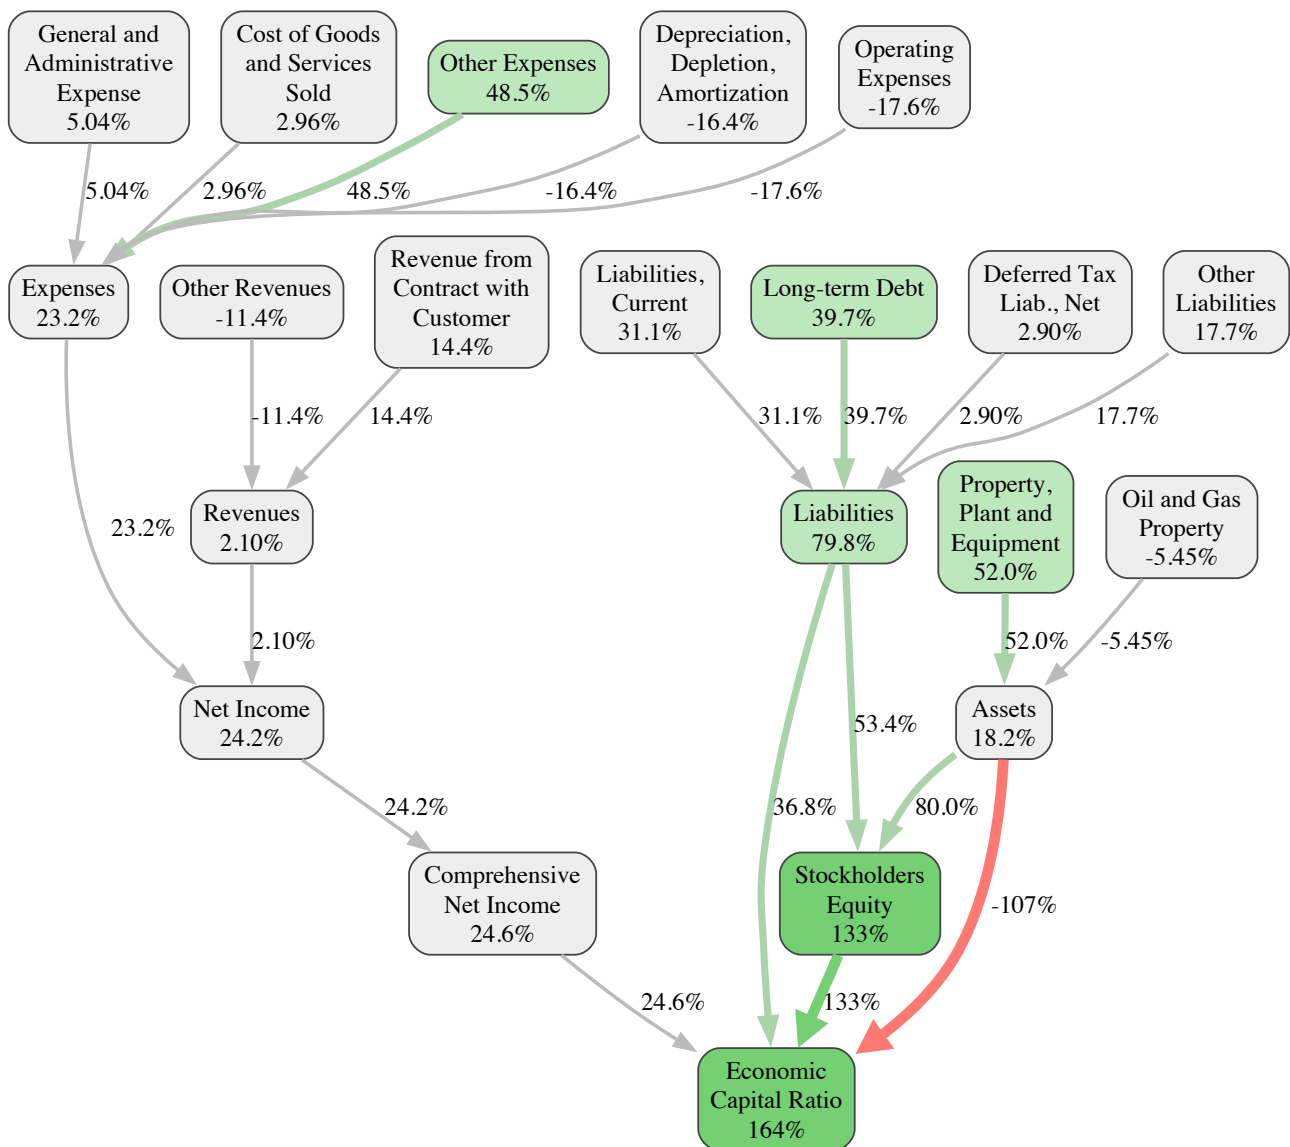 General and
Administrative
Expense
5.04%
Cost of Goods
and Services
Sold
2.96%
Other Expenses
48.5%
Depreciation,
Depletion,
Amortization
-16.4%
Operating
Expenses
-17.6%
5.04%
2.96%
48.5%
-16.4%
-17.6%
Expenses
23.2%
Other Revenues
-11.4%
Revenue from
Contract with
Customer
14.4%
Liabilities,
Current
31.1%
Long-term Debt
39.7%
Deferred Tax
Liab., Net
2.90%
Other
Liabilities
17.7%
-11.4%
14.4%
31.1%
39.7%
2.90%
17.7%
23.2%
Revenues
2.10%
Liabilities
79.8%
Property,
Plant and
Equipment
52.0%
Oil and Gas
Property
-5.45%
2.10%
52.0%
-5.45%
Net Income
24.2%
53.4%
Assets
18.2%
24.2%
36.8%
80.0%
Comprehensive
Net Income
24.6%
Stockholders
Equity
133%
-107%
24.6%
133%
Economic
Capital Ratio
164%